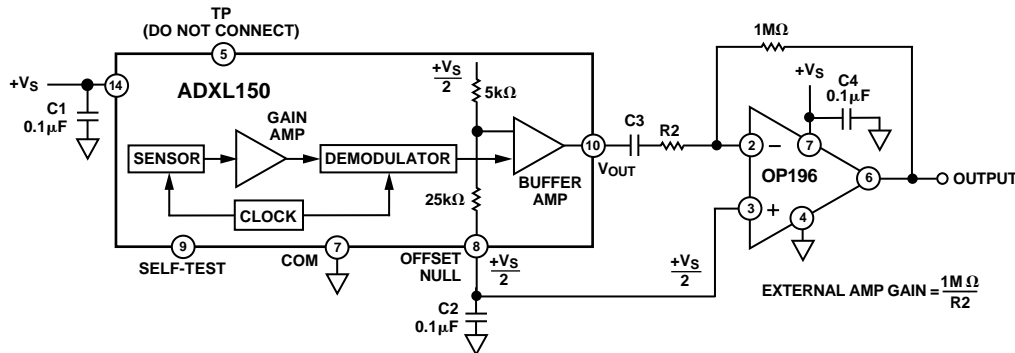 TP
(DO NOT CONNECT)
5
1MΩ
+VS
14
ADXL150
+VS
2
5kΩ
+VS
C4
0.1µF
C1
0.1µF
GAIN
AMP
C3
R2
SENSOR
DEMODULATOR
10
VOUT
2
–
7
OP196
6
OUTPUT
BUFFER
AMP
25kΩ
CLOCK
3
+
4
9
SELF-TEST
COM
7
OFFSET
NULL
8
+VS
2
+VS
2
EXTERNAL AMP GAIN = 1MΩ
R2
C2
0.1µF